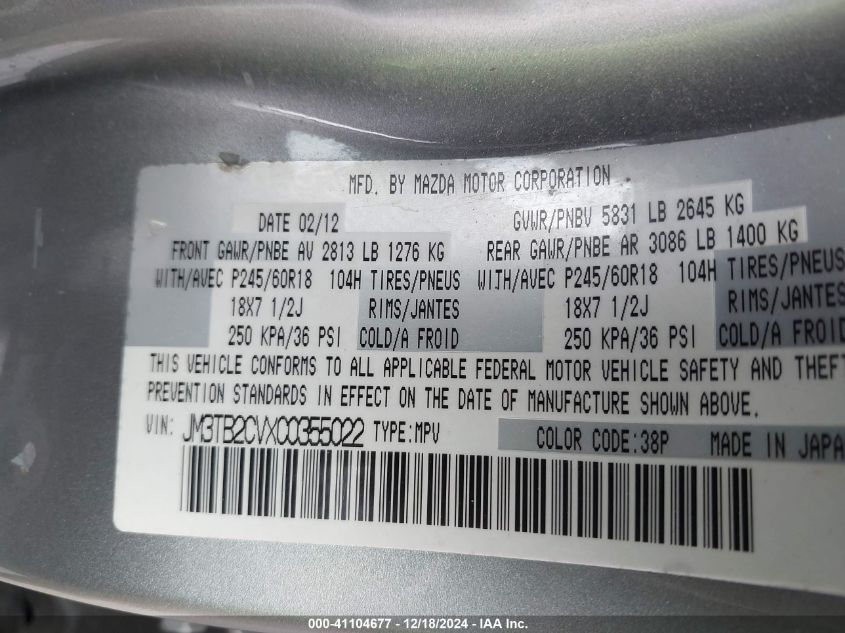 MFD. BY MAZDA MOTOR CORPORATION
DATE 02/12 GVWR/PNBV 5831 LB 2645 KG
FRONT GAWR/PNBE AV 2813 LB 1276 KG REAR GAWR/PNBE AR 3086 LB 1400 KG
WITH/AVEC P245/60R18 104H TIRES/PNEUS WITH/AVEC P245/60R18 104H TIRES/PNEUS
18X7 1/2J RIMS/JANTES 18X7 1/2J RIMS/JANTES
250 KPA/36 PSI COLD/A FROID 250 KPA/36 PSI COLD/A FROID
THIS VEHICLE CONFORMS TO ALL APPLICABLE FEDERAL MOTOR VEHICLE SAFETY AND THEFT
PREVENTION STANDARDS IN EFFECT ON THE DATE OF MANUFACTURE SHOWN ABOVE.
VIN: JM3TB2CVXC0355022 TYPE:MPV COLOR CODE:38P MADE IN JAPA
000-41104677 - 12/18/2024 - IAA Inc.